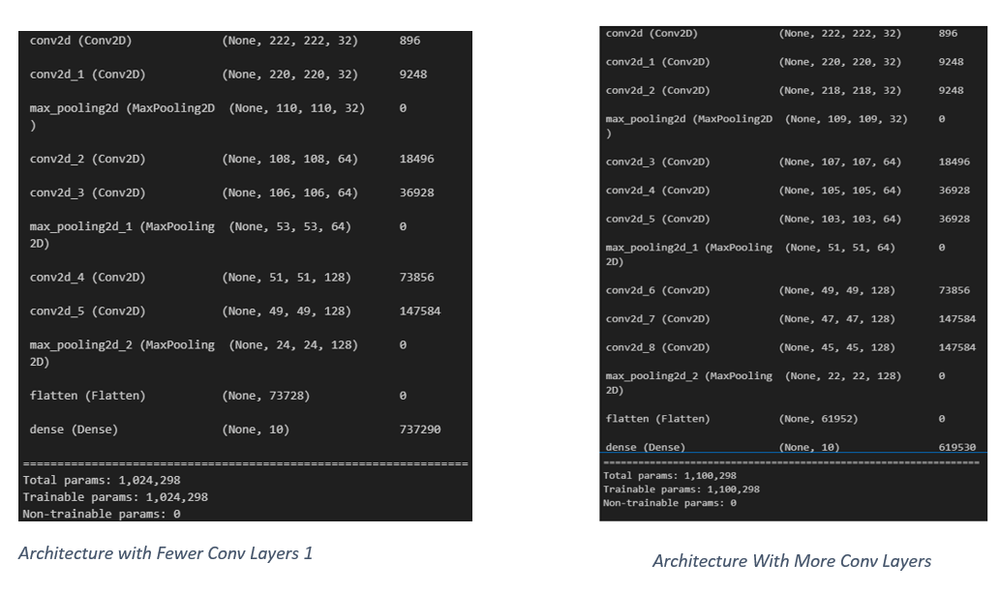 conv2d (Conv2D) (None, 222, 222, 32) 896
conv2d_1 (Conv2D) (None, 220, 220, 32) 9248
max_pooling2d (MaxPooling2D (None, 110, 110, 32) 0
)
conv2d_2 (Conv2D) (None, 108, 108, 64) 18496
conv2d_3 (Conv2D) (None, 106, 106, 64) 36928
max_pooling2d_1 (MaxPooling (None, 53, 53, 64) 0
2D)
conv2d_4 (Conv2D) (None, 51, 51, 128) 73856
conv2d_5 (Conv2D) (None, 49, 49, 128) 147584
max_pooling2d_2 (MaxPooling (None, 24, 24, 128) 0
2D)
flatten (Flatten) (None, 73728) 0
dense (Dense) (None, 10) 737290
Total params: 1,024,298
Trainable params: 1,024,298
Non-trainable params: 0
Architecture with Fewer Conv Layers 1
conv2d (Conv2D) (None, 222, 222, 32) 896
conv2d_1 (Conv2D) (None, 220, 220, 32) 9248
conv2d_2 (Conv2D) (None, 218, 218, 32) 9248
max_pooling2d (MaxPooling2D (None, 109, 109, 32) 0
)
conv2d_3 (Conv2D) (None, 107, 107, 64) 18496
conv2d_4 (Conv2D) (None, 105, 105, 64) 36928
conv2d_5 (Conv2D) (None, 103, 103, 64) 36928
max_pooling2d_1 (MaxPooling (None, 51, 51, 64) 0
2D)
conv2d_6 (Conv2D) (None, 49, 49, 128) 73856
conv2d_7 (Conv2D) (None, 47, 47, 128) 147584
conv2d_8 (Conv2D) (None, 45, 45, 128) 147584
max_pooling2d_2 (MaxPooling (None, 22, 22, 128) 0
2D)
flatten (Flatten) (None, 61952) 0
dense (Dense) (None, 10) 619530
Total params: 1,100,298
Trainable params: 1,100,298
Non-trainable params: 0
Architecture With More Conv Layers